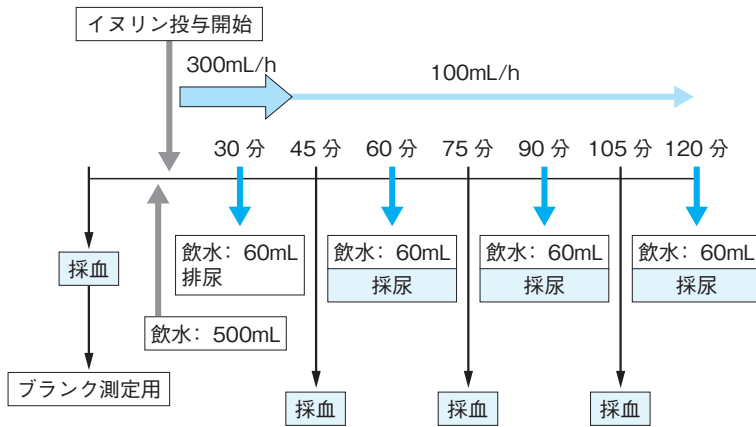 イヌリン投与開始
300mL/h
100mL/h
30 分
45 分
60 分
75 分
90 分
105 分
120 分
採血
飲水：60mL
排尿
飲水：60mL
採尿
飲水：60mL
採尿
飲水：60mL
採尿
飲水：500mL
ブランク測定用
採血
採血
採血